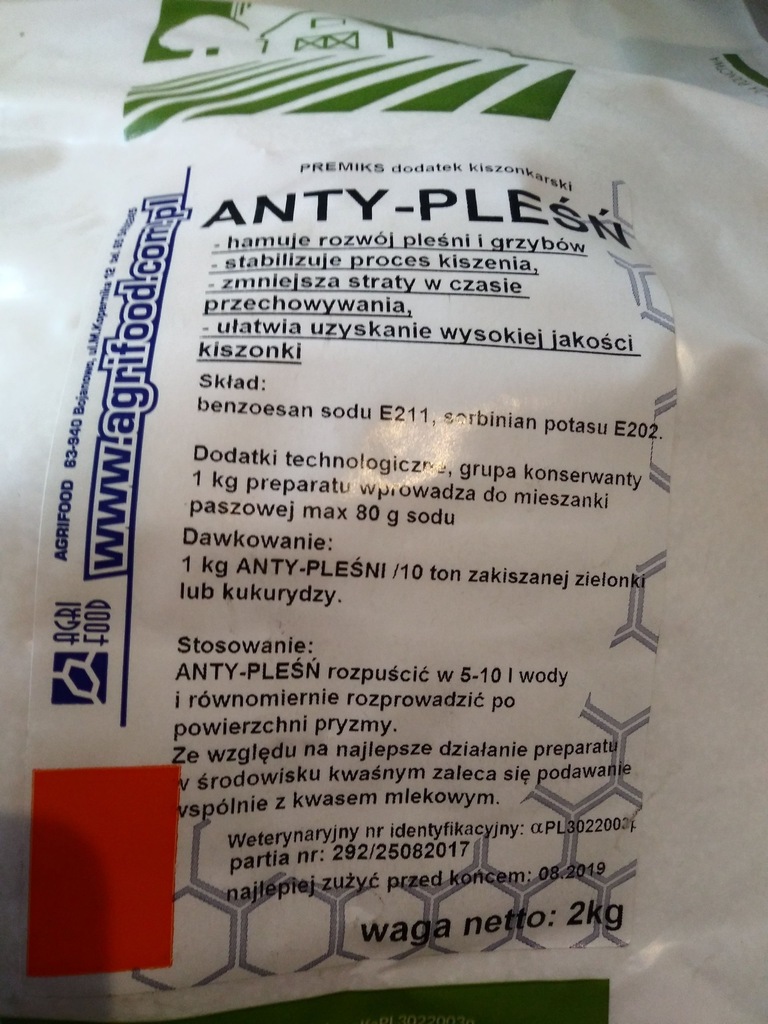 PREMIKS dodatek kiszonkarski
ANTY-PLEŚŃ
- hamuje rozwój pleśni i grzybów
- stabilizuje proces kiszenia,
- zmniejsza straty w czasie
przechowywania,
- ułatwia uzyskanie wysokiej jakości
kiszonki
Skład:
benzoesan sodu E211, sorbinian potasu E202.
Dodatki technologiczne, grupa konserwanty
1 kg preparatu wprowadza do mieszanki
paszowej max 80 g sodu
Dawkowanie:
1 kg ANTY-PLEŚNI /10 ton zakiszanej zielonki
lub kukurydzy.
Stosowanie:
ANTY-PLEŚŃ rozpuścić w 5-10 l wody
i równomiernie rozprowadzić po
powierzchni pryzmy.
Ze względu na najlepsze działanie preparatu
w środowisku kwaśnym zaleca się podawanie
wspólnie z kwasem mlekowym.
Weterynaryjny nr identyfikacyjny:
partia nr: 292/25082017
najlepiej zużyć przed końcem: 08.2019
waga netto: 2kg
AGRI
FOOD
www.agrifood.com.pl
AGRIFOOD 63-940 Bojanowo, ul.M.Kopernika 12